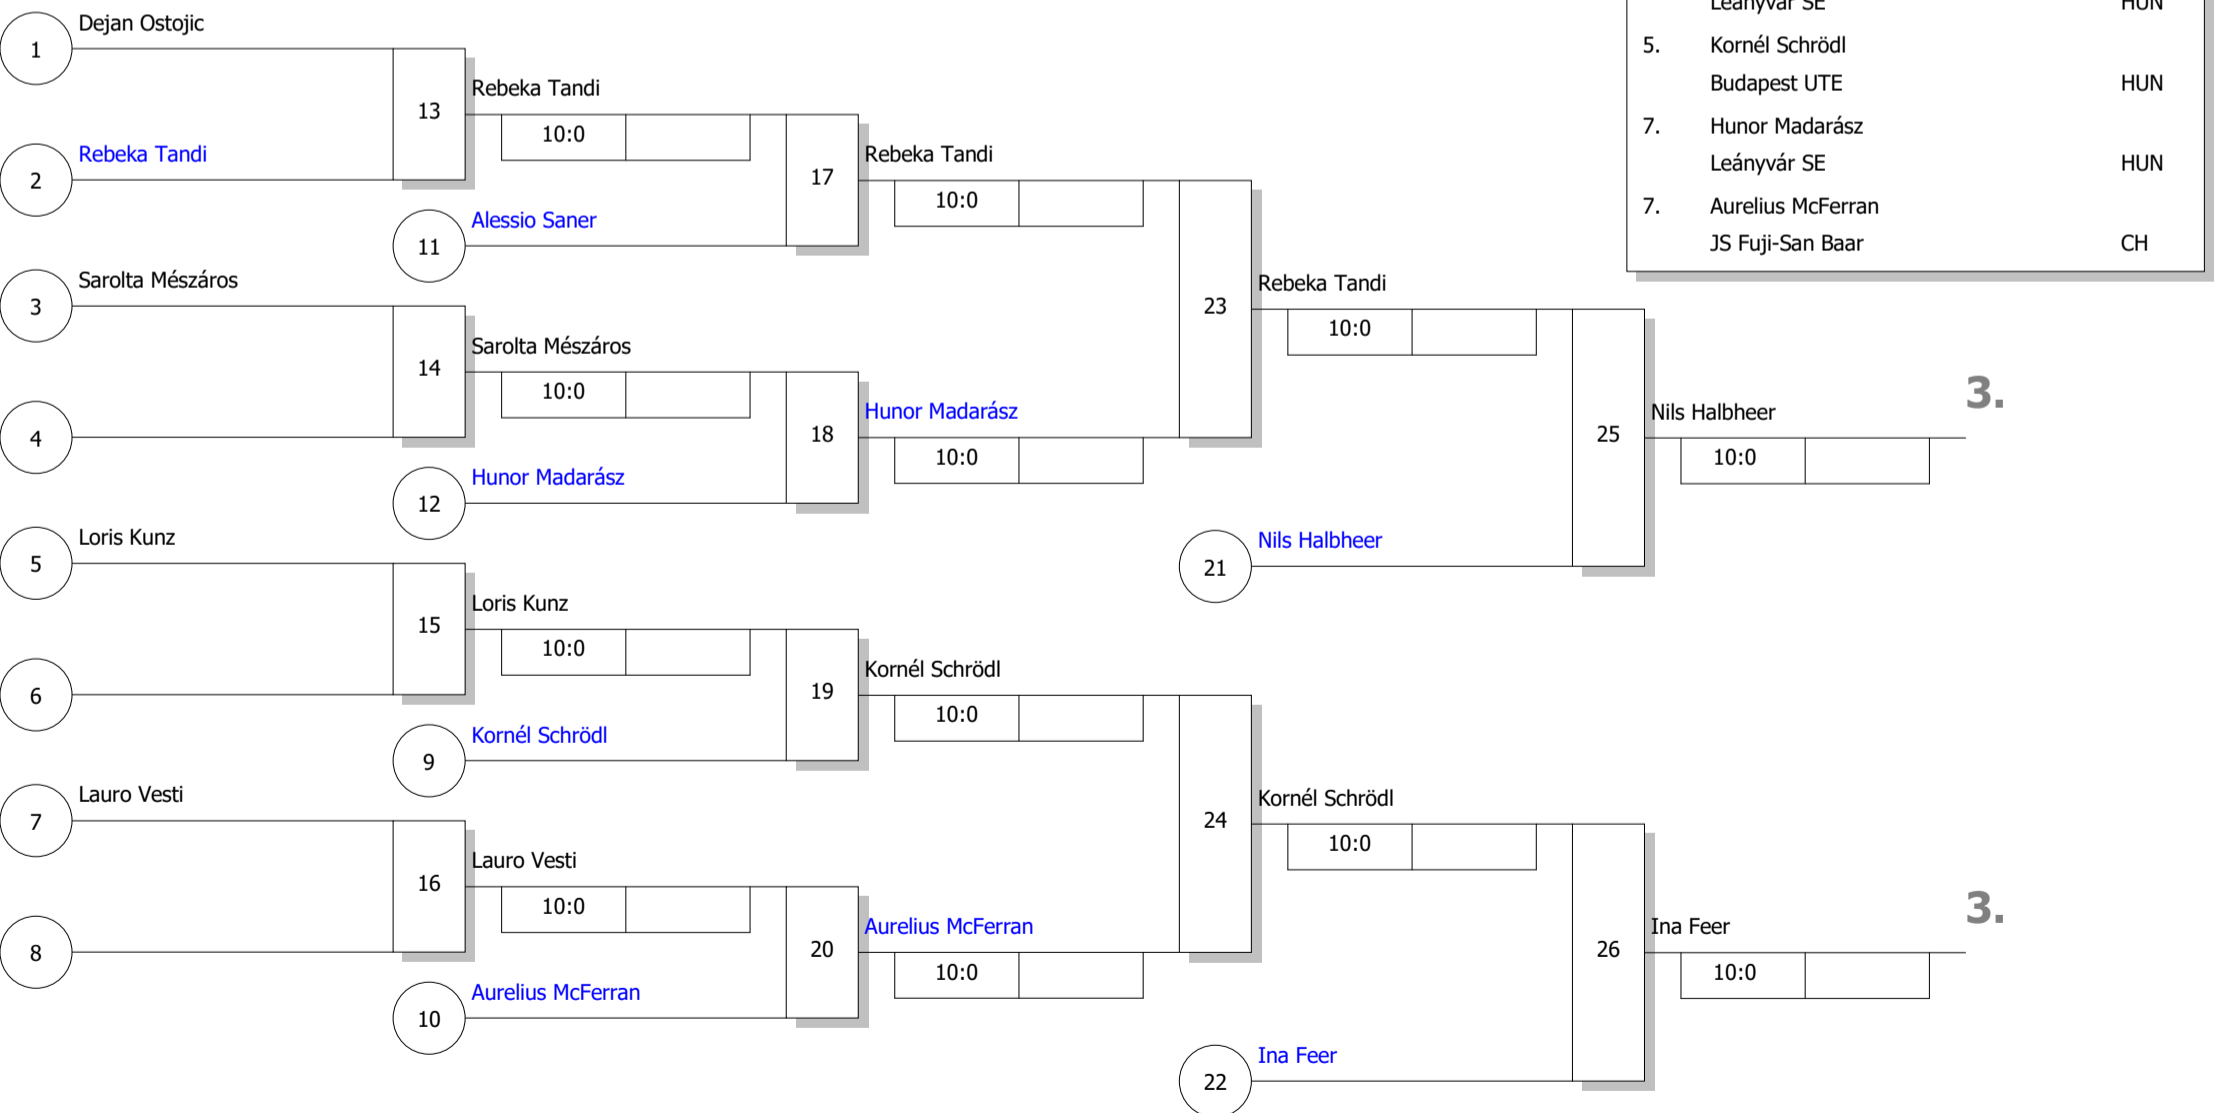 Leányvár SE HUN
5. Kornél Schrödl
Budapest UTE HUN
7. Hunor Madarász
Leányvár SE HUN
7. Aurelius McFerran
JS Fuji-San Baar CH
1 Dejan Ostojic
13
Rebeka Tandi
10:0
2 Rebeka Tandi
17
Rebeka Tandi
10:0
11 Alessio Saner
3 Sarolta Mészáros
23
Rebeka Tandi
10:0
14
Sarolta Mészáros
10:0
4
18
Hunor Madarász
10:0
12 Hunor Madarász
25
Nils Halbheer
10:0
3.
21 Nils Halbheer
5 Loris Kunz
15
Loris Kunz
10:0
6
19
Kornél Schrödl
10:0
9 Kornél Schrödl
7 Lauro Vesti
24
Kornél Schrödl
10:0
16
Lauro Vesti
10:0
8
20
Aurelius McFerran
10:0
10 Aurelius McFerran
26
Ina Feer
10:0
3.
22 Ina Feer